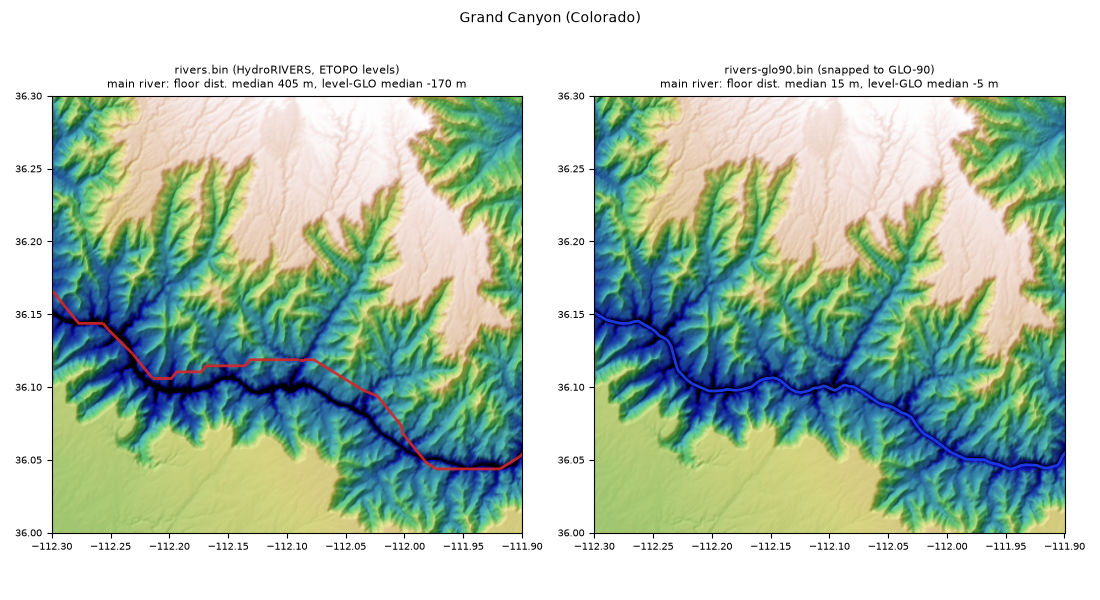 Grand Canyon (Colorado)
rivers.bin (HydroRIVERS, ETOPO levels)
main river: floor dist. median 405 m, level-GLO median -170 m
36.30
36.25
36.20
36.15
36.10
36.05
36.00
−112.30 −112.25 −112.20 −112.15 −112.10 −112.05 −112.00 −111.95 −111.90
rivers-glo90.bin (snapped to GLO-90)
main river: floor dist. median 15 m, level-GLO median -5 m
36.30
36.25
36.20
36.15
36.10
36.05
36.00
−112.30 −112.25 −112.20 −112.15 −112.10 −112.05 −112.00 −111.95 −111.90